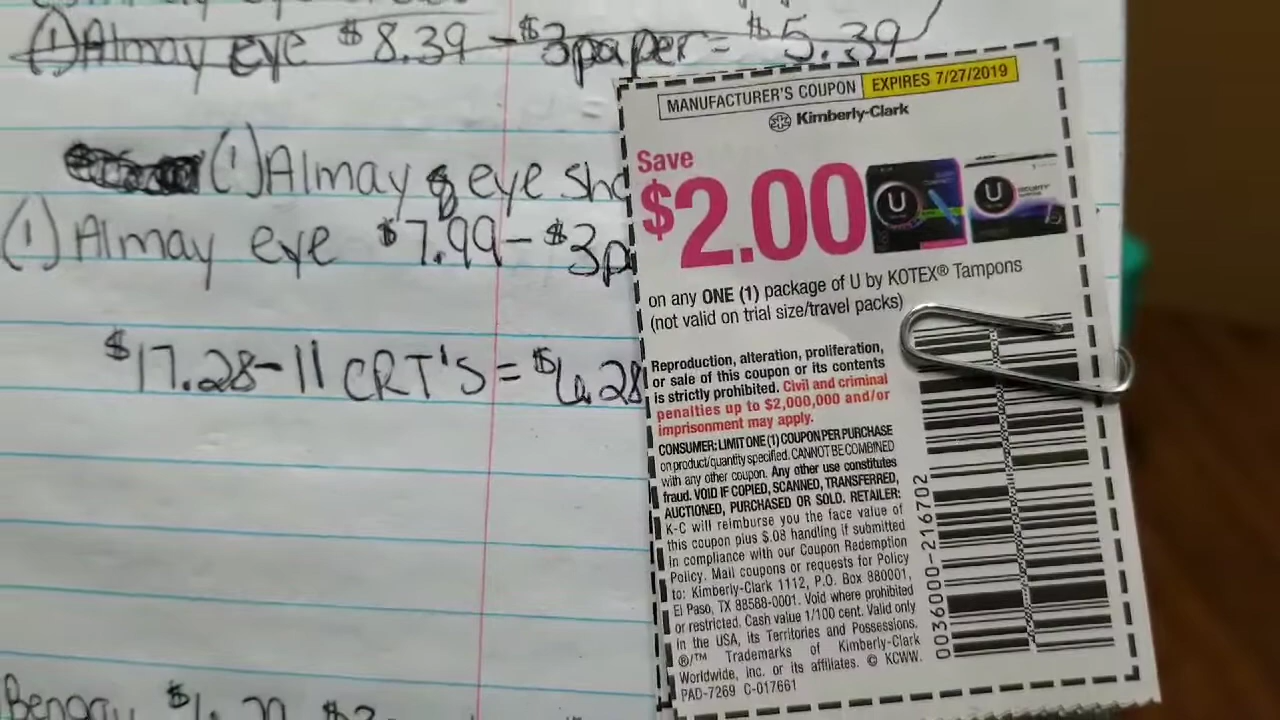 (1) Almay eye $8.39 - $3 paper = $5.39
(1) Almay eye
(1) Almay eye $7.99 - $3
$17.28 - 11 CRT'S = $6.28
Bengay
MANUFACTURER'S COUPON EXPIRES 7/27/2019
Kimberly-Clark
Save
$2.00
U
U
on any ONE (1) package of U by KOTEX® Tampons
(not valid on trial size/travel packs)
Reproduction, alteration, proliferation,
or sale of this coupon or its contents
is strictly prohibited. Civil and criminal
penalties up to $2,000,000 and/or
imprisonment may apply.
CONSUMER: LIMIT ONE (1) COUPON PER PURCHASE
on product/quantity specified. CANNOT BE COMBINED
with any other coupon. Any other use constitutes
fraud. VOID IF COPIED, SCANNED, TRANSFERRED,
AUCTIONED, PURCHASED OR SOLD. RETAILER:
K-C will reimburse you the face value of
this coupon plus $.08 handling if submitted
in compliance with our Coupon Redemption
Policy. Mail coupons or requests for Policy
to: Kimberly-Clark 1112, P.O. Box 880001,
El Paso, TX 88588-0001. Void where prohibited
or restricted. Cash value 1/100 cent. Valid only
in the USA, its Territories and Possessions.
®/™ Trademarks of Kimberly-Clark
Worldwide, Inc. or its affiliates. © KCWW.
PAD-7269 C-017661
0036000-216702